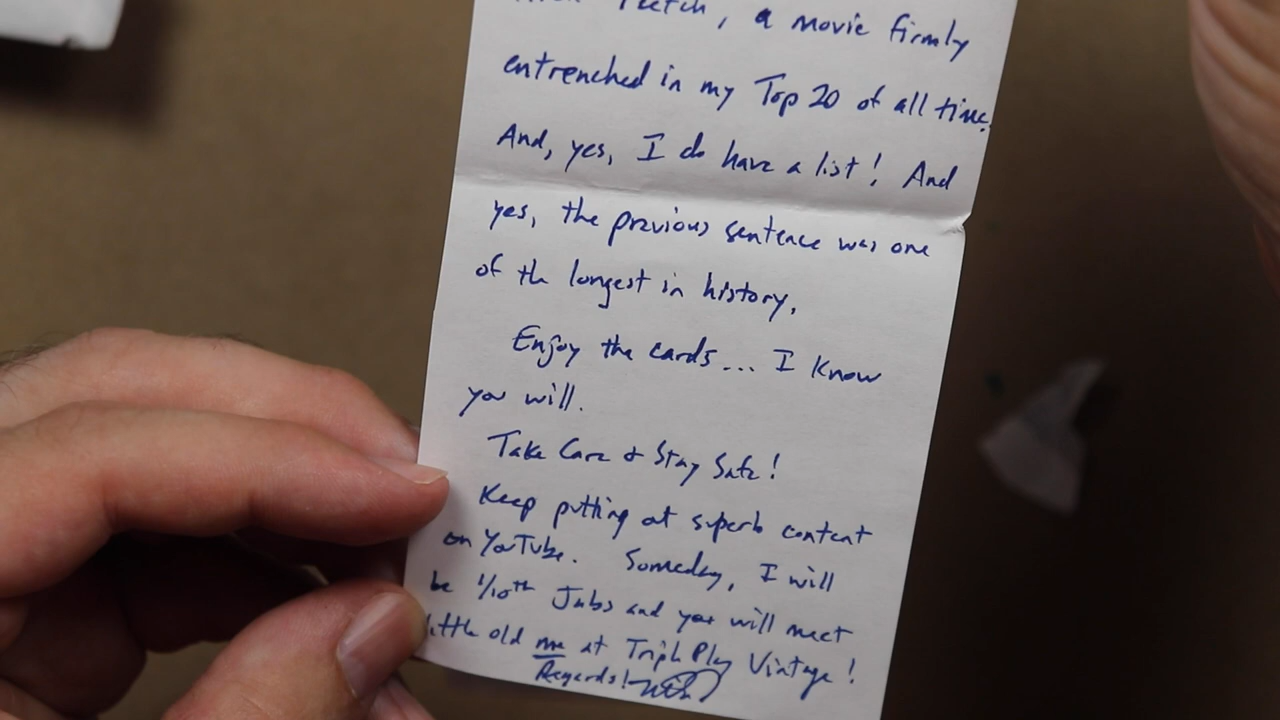 Fletch, a movie firmly
entrenched in my Top 20 of all time.
And, yes, I do have a list! And
yes, the previous sentence was one
of the longest in history.
Enjoy the cards... I know
you will.
Take Care & Stay Safe!
Keep putting out superb content
on YouTube. Someday, I will
be 1/10th Jabs and you will meet
little old me at Triple Play Vintage!
Regards!